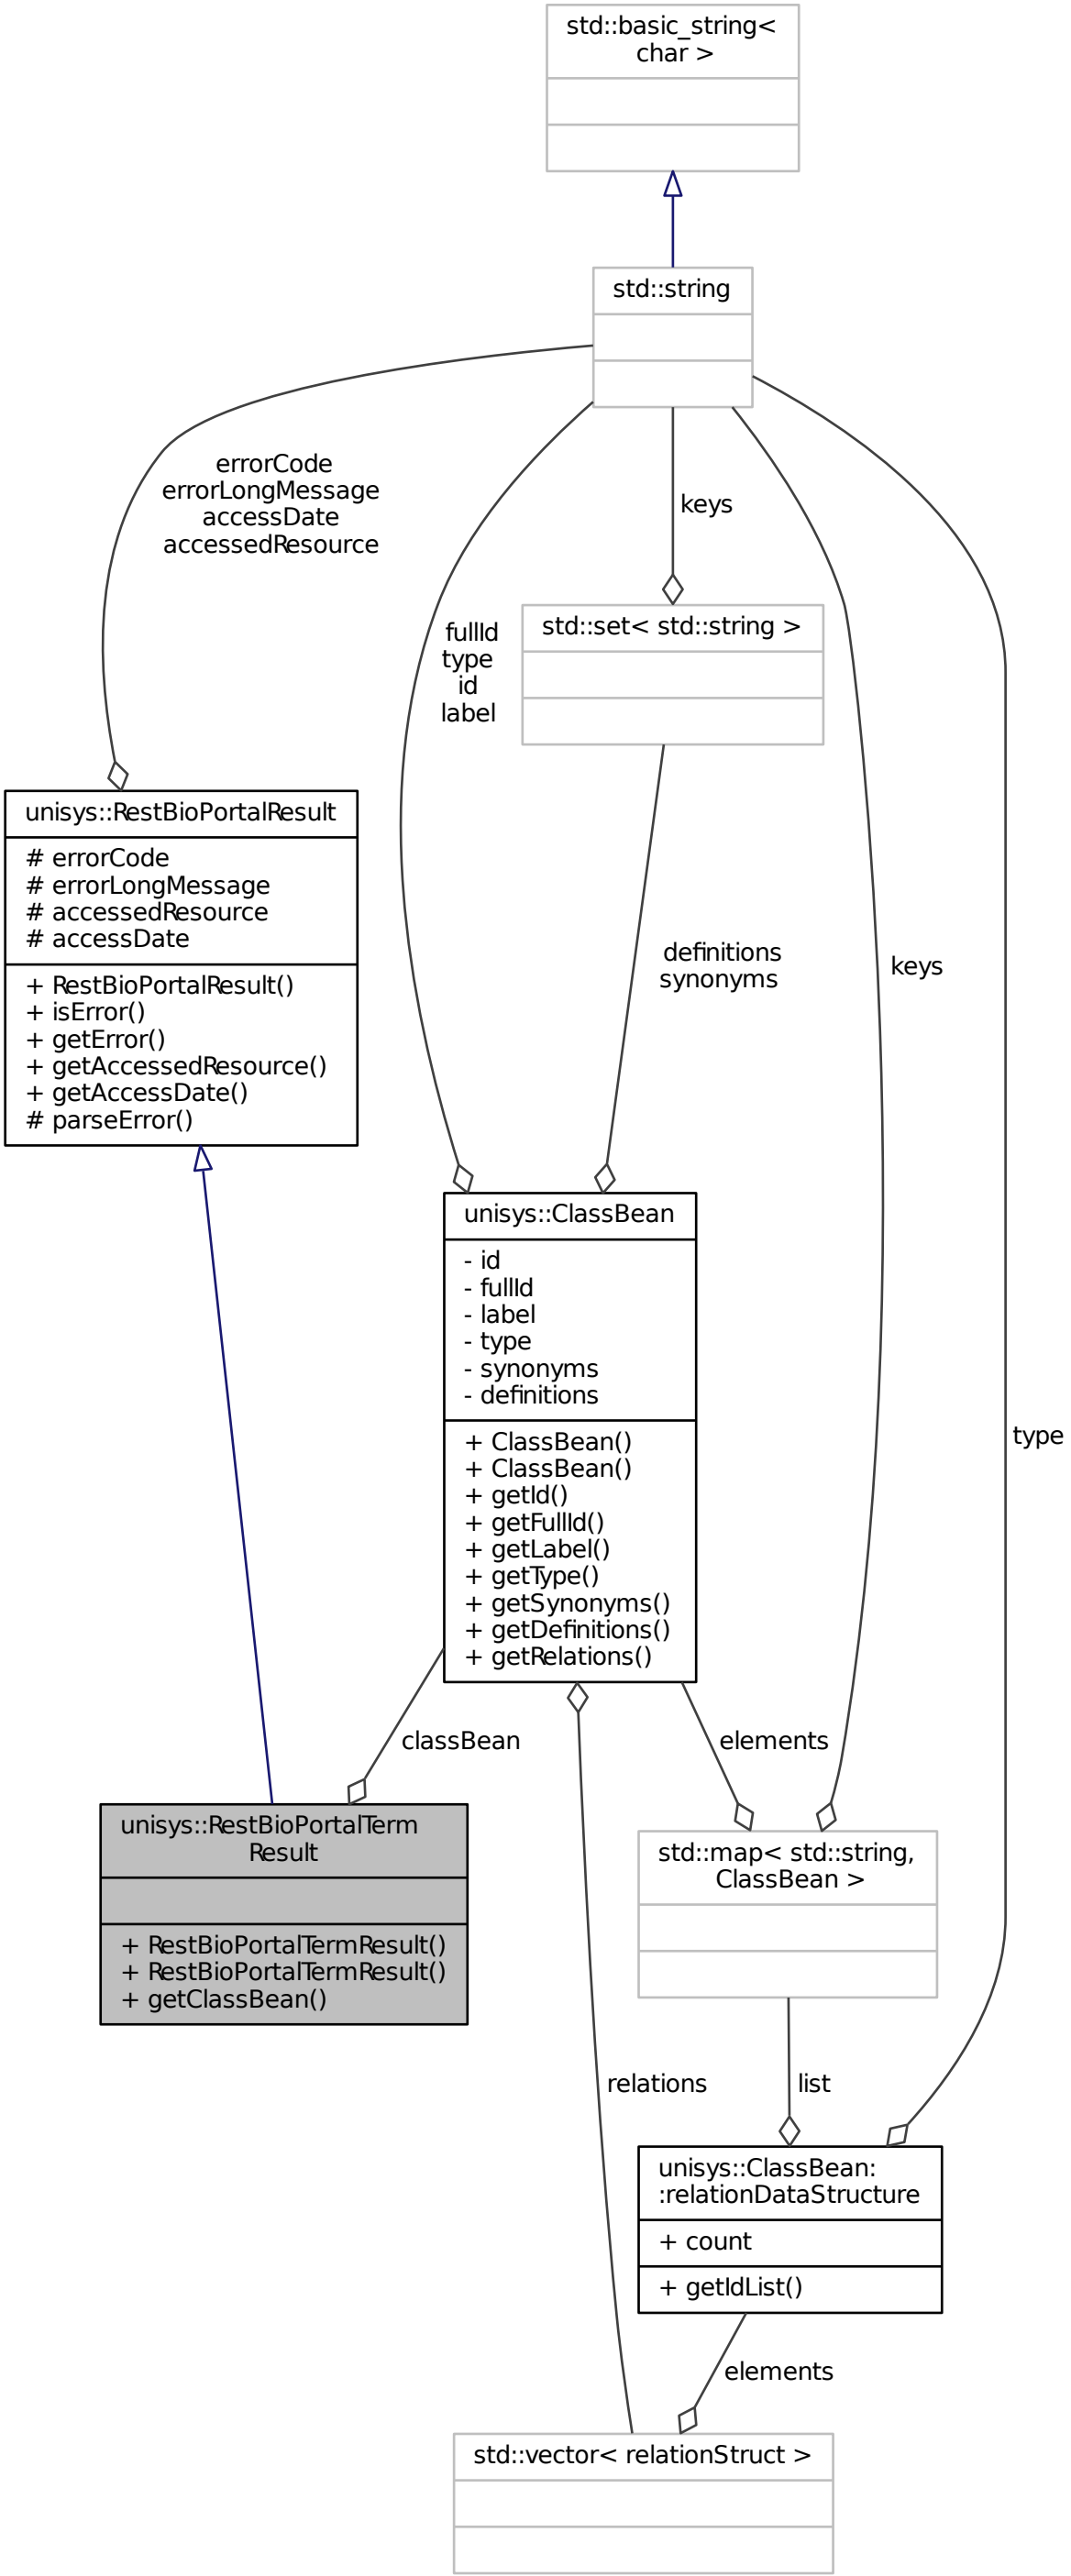 std::basic_string<
char >
std::string
errorCode
errorLongMessage
accessDate
accessedResource
keys
fullId
type
id
label
std::set< std::string >
unisys::RestBioPortalResult
# errorCode
# errorLongMessage
# accessedResource
# accessDate
+ RestBioPortalResult()
+ isError()
+ getError()
+ getAccessedResource()
+ getAccessDate()
# parseError()
definitions
synonyms
keys
unisys::ClassBean
- id
- fullId
- label
- type
- synonyms
- definitions
+ ClassBean()
+ ClassBean()
+ getId()
+ getFullId()
+ getLabel()
+ getType()
+ getSynonyms()
+ getDefinitions()
+ getRelations()
type
classBean
elements
unisys::RestBioPortalTerm
Result
+ RestBioPortalTermResult()
+ RestBioPortalTermResult()
+ getClassBean()
std::map< std::string,
ClassBean >
relations
list
unisys::ClassBean:
:relationDataStructure
+ count
+ getIdList()
elements
std::vector< relationStruct >